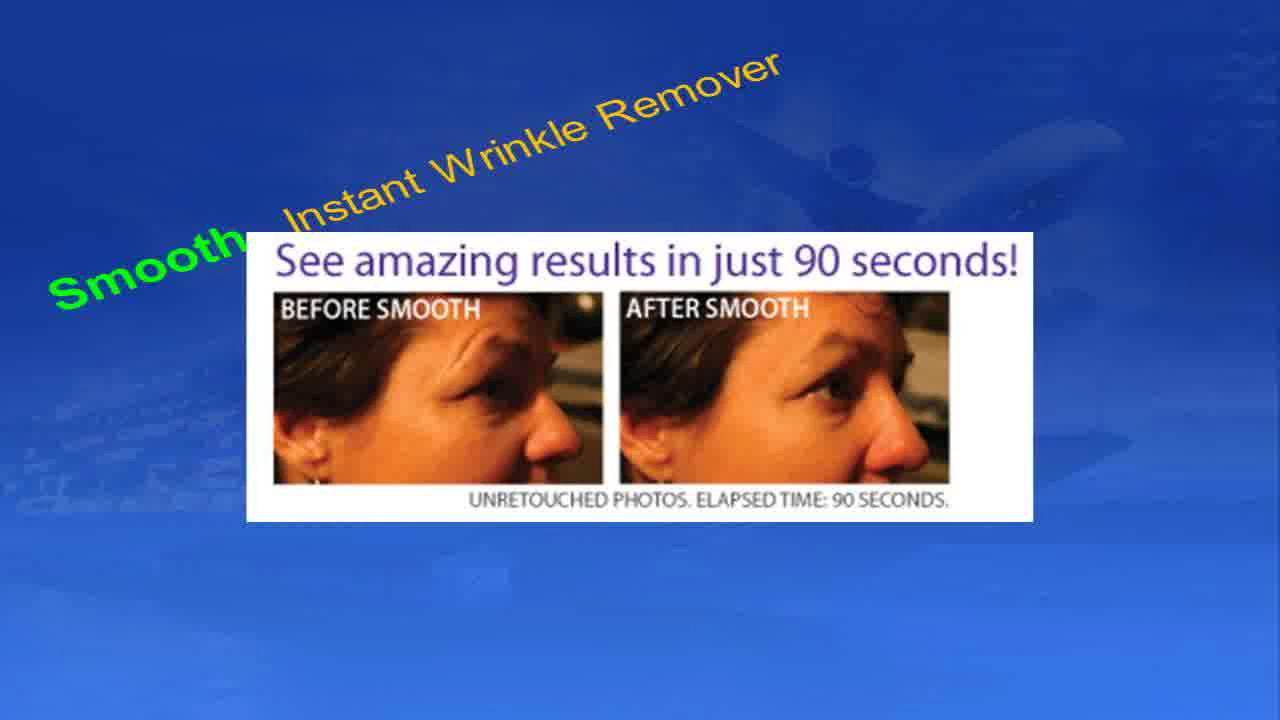 Smooth Instant Wrinkle Remover
See amazing results in just 90 seconds!
BEFORE SMOOTH
AFTER SMOOTH
UNRETOUCHED PHOTOS. ELAPSED TIME: 90 SECONDS.